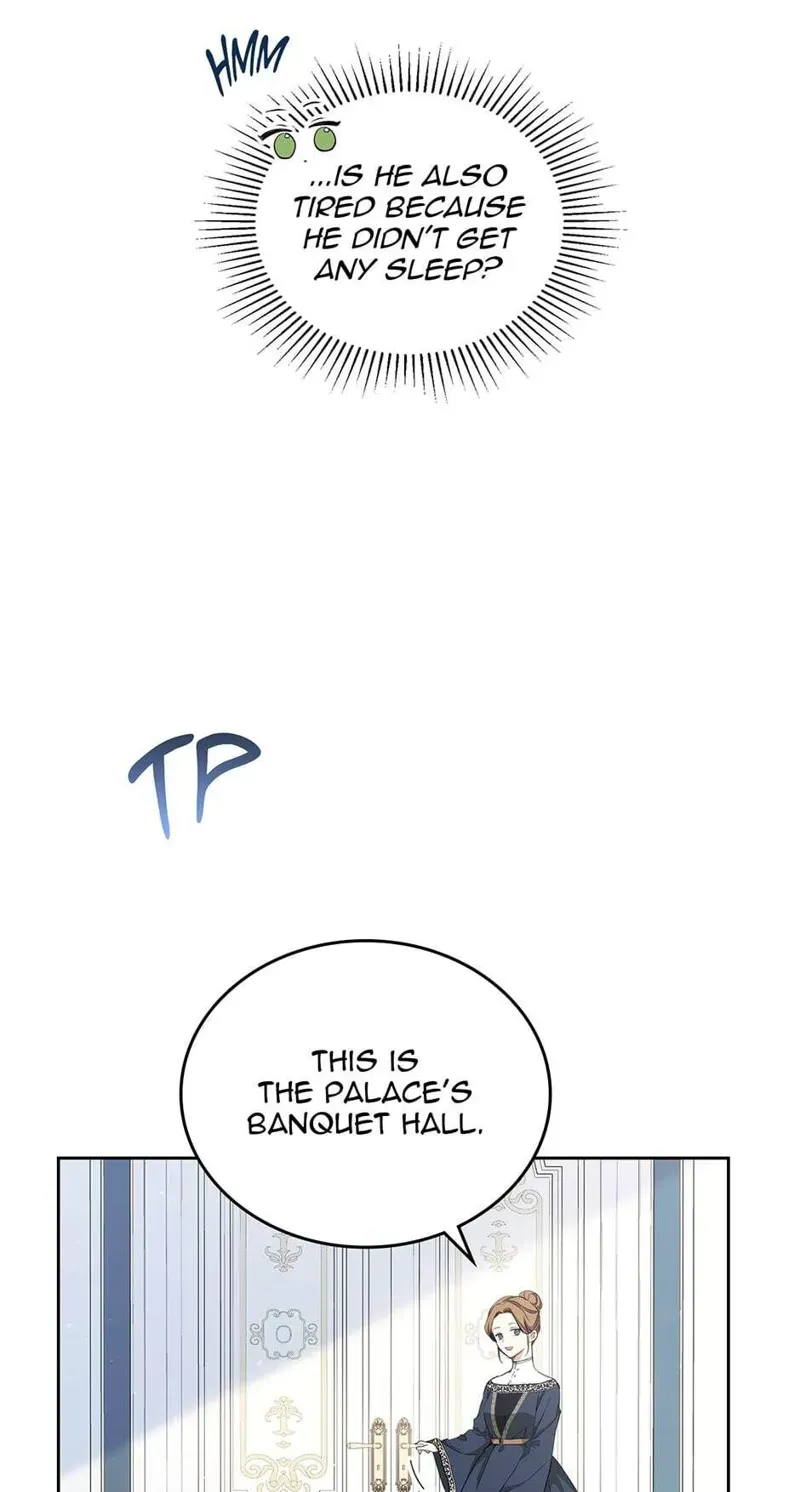 HMM
...IS HE ALSO
TIRED BECAUSE
HE DIDN'T GET
ANY SLEEP?
TP
THIS IS
THE PALACE'S
BANQUET HALL.